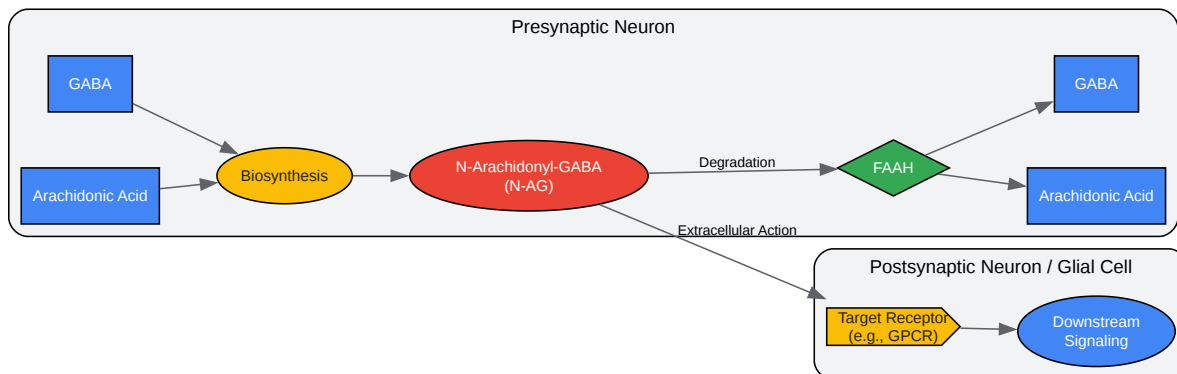 Presynaptic Neuron
GABA
Arachidonic Acid
Biosynthesis
N-Arachidonyl-GABA
(N-AG)
Degradation
FAAH
GABA
Arachidonic Acid
Extracellular Action
Postsynaptic Neuron / Glial Cell
Target Receptor
(e.g., GPCR)
Downstream
Signaling